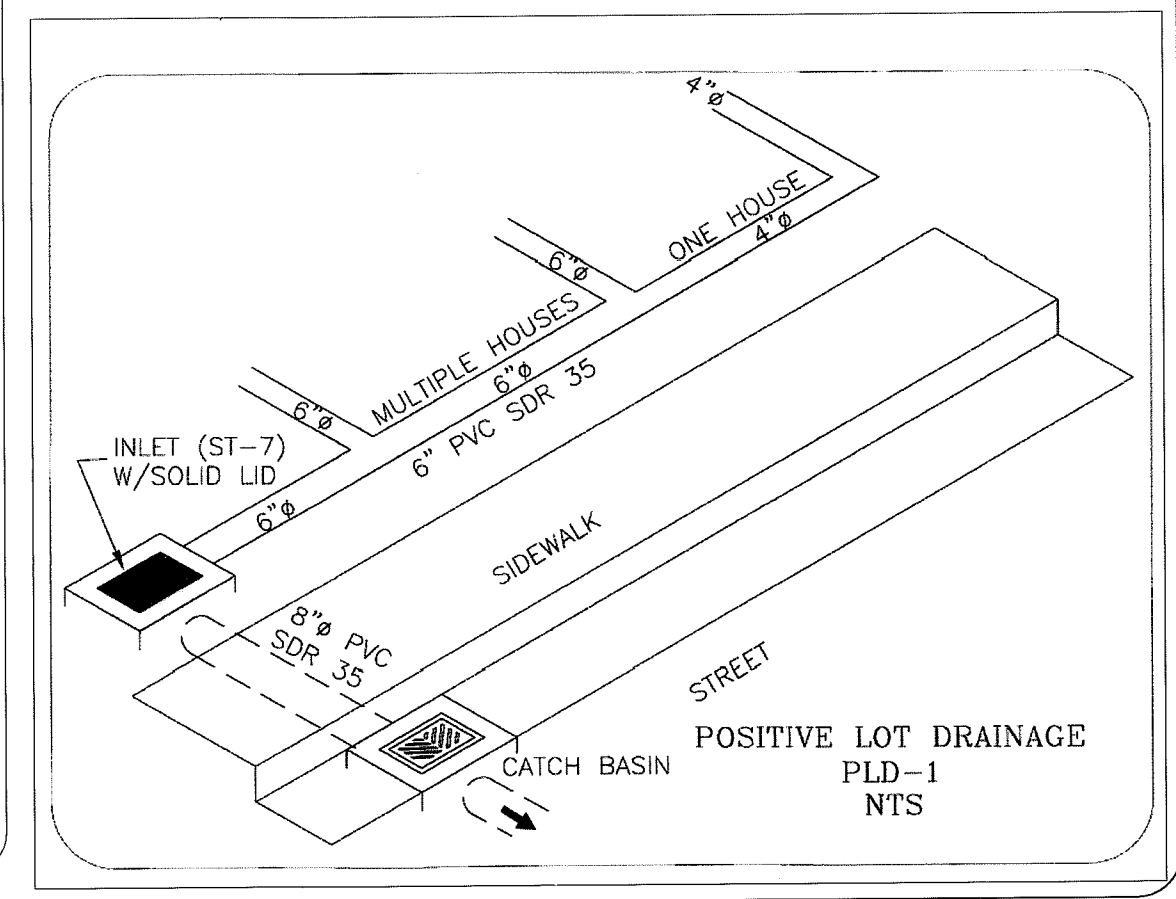 4"ø
ONE HOUSE
4"ø
6"ø
MULTIPLE HOUSES
6"ø
6" PVC SDR 35
6"ø
INLET (ST-7)
W/SOLID LID
6"ø
SIDEWALK
8"ø PVC
SDR 35
STREET
CATCH BASIN
POSITIVE LOT DRAINAGE
PLD-1
NTS